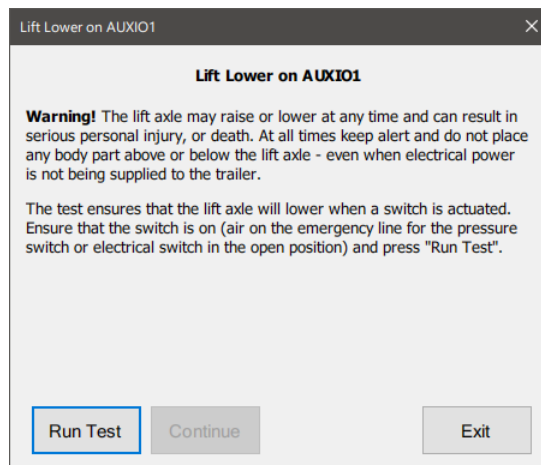 Lift Lower on AUXIO1
Lift Lower on AUXIO1
Warning! The lift axle may raise or lower at any time and can result in
serious personal injury, or death. At all times keep alert and do not place
any body part above or below the lift axle - even when electrical power
is not being supplied to the trailer.
The test ensures that the lift axle will lower when a switch is actuated.
Ensure that the switch is on (air on the emergency line for the pressure
switch or electrical switch in the open position) and press "Run Test".
Run Test Continue Exit